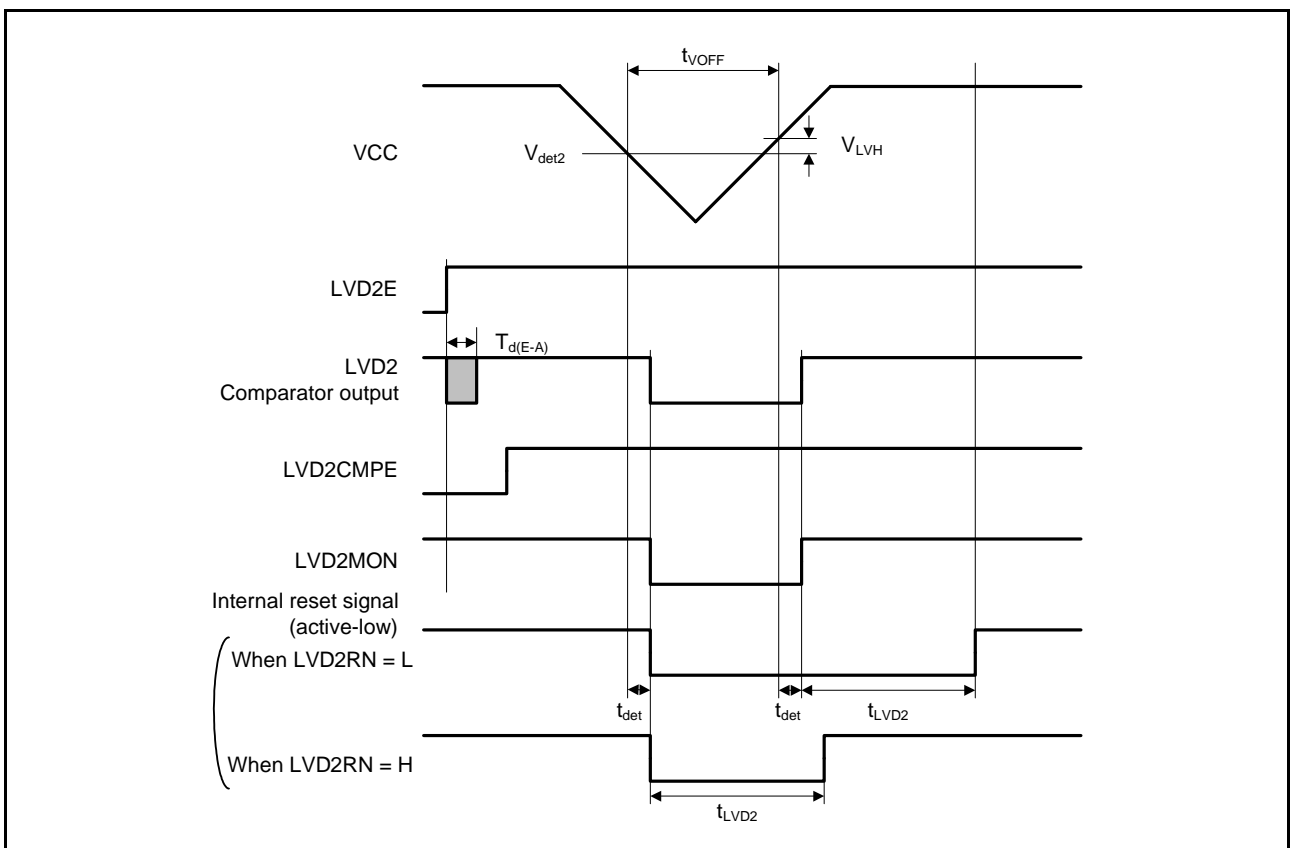 tVOFF
VCC
Vdet2
VLVH
LVD2E
Td(E-A)
LVD2
Comparator output
LVD2CMPE
LVD2MON
Internal reset signal
(active-low)
When LVD2RN = L
tdet
tdet
tLVD2
When LVD2RN = H
tLVD2